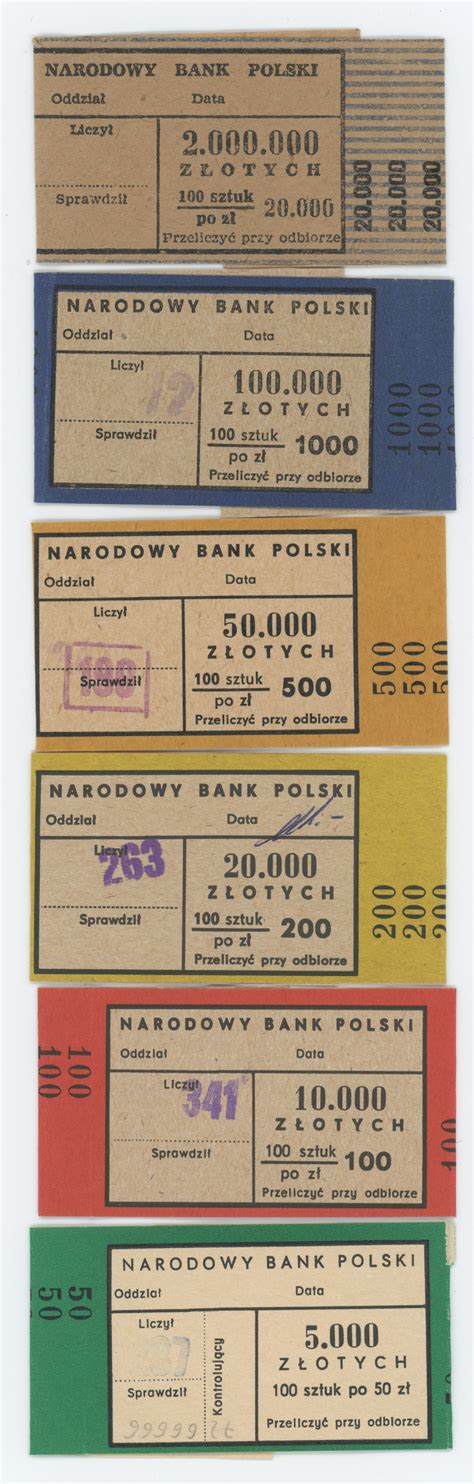 NARODOWY BANK POLSKI
Oddział Data
Liczył
2.000.000
ZŁOTYCH
Sprawdził
100 sztuk
po zł 20.000
Przeliczyć przy odbiorze
20.000
20.000
20.000
NARODOWY BANK POLSKI
Oddział Data
Liczył
100.000
ZŁOTYCH
Sprawdził
100 sztuk
po zł 1000
Przeliczyć przy odbiorze
1000
1000
1000
NARODOWY BANK POLSKI
Oddział Data
Liczył
50.000
ZŁOTYCH
Sprawdził
100 sztuk
po zł 500
Przeliczyć przy odbiorze
500
500
500
NARODOWY BANK POLSKI
Oddział Data
Liczył
263
20.000
ZŁOTYCH
Sprawdził
100 sztuk
po zł 200
Przeliczyć przy odbiorze
200
200
200
100
100
NARODOWY BANK POLSKI
Oddział Data
Liczył
341
10.000
ZŁOTYCH
Sprawdził
100 sztuk
po zł 100
Przeliczyć przy odbiorze
100
50
50
NARODOWY BANK POLSKI
Oddział Data
Liczył
Kontrolujący
5.000
ZŁOTYCH
Sprawdził
100 sztuk po 50 zł
Przeliczyć przy odbiorze
50